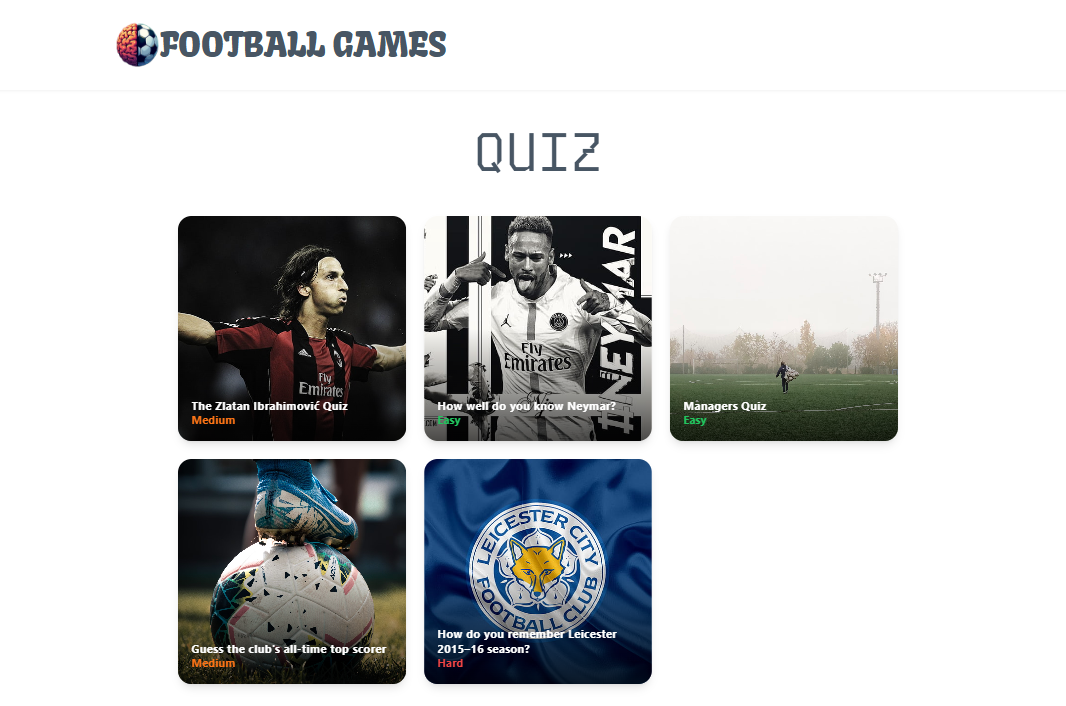 FOOTBALL GAMES
QUIZ
Fly
Emirates
The Zlatan Ibrahimović Quiz
Medium
#NEYMAR
Fly
Emirates
How well do you know Neymar?
Easy
Managers Quiz
Easy
Guess the club's all-time top scorer
Medium
LEICESTER CITY
FOOTBALL CLUB
How do you remember Leicester
2015–16 season?
Hard